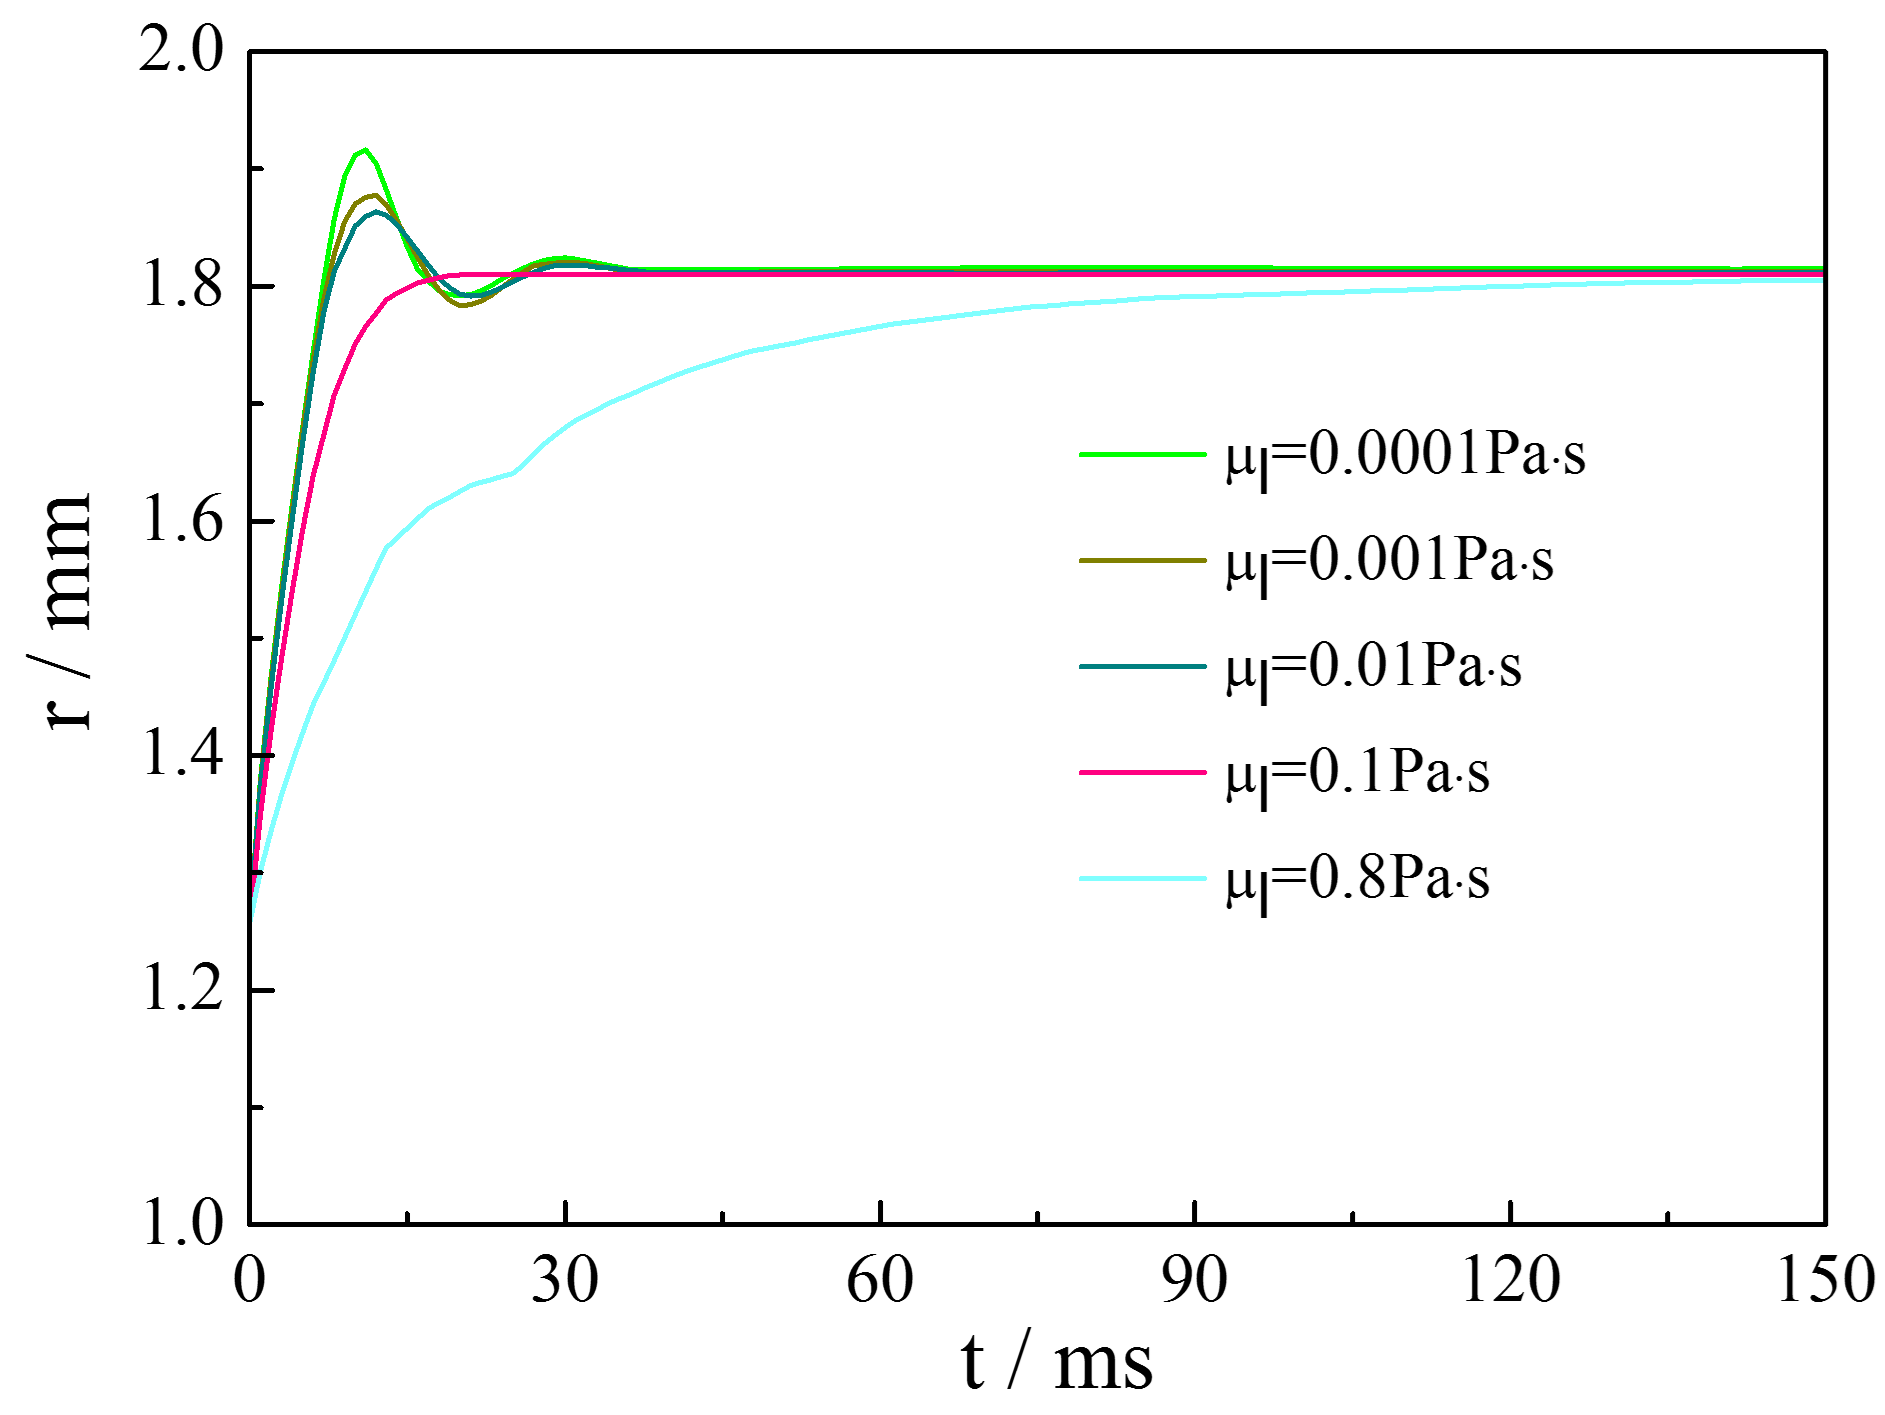 2.0
1.8
1.6
1.4
1.2
1.0
r / mm
μl=0.0001Pa·s
μl=0.001Pa·s
μl=0.01Pa·s
μl=0.1Pa·s
μl=0.8Pa·s
0 30 60 90 120 150
t / ms